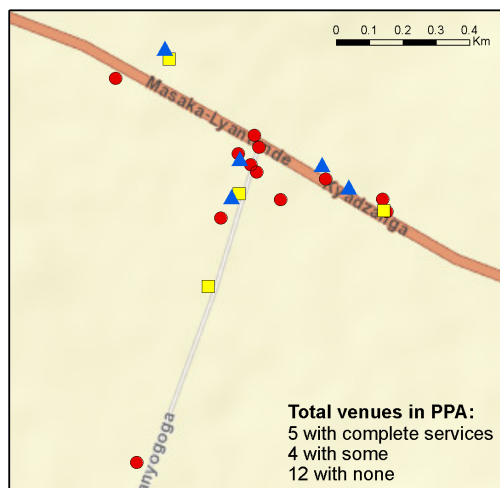 0 0.1 0.2 0.3 0.4
Km
Masaka-Lyantonde
Kyadzanga
anyogoga
Total venues in PPA:
5 with complete services
4 with some
12 with none